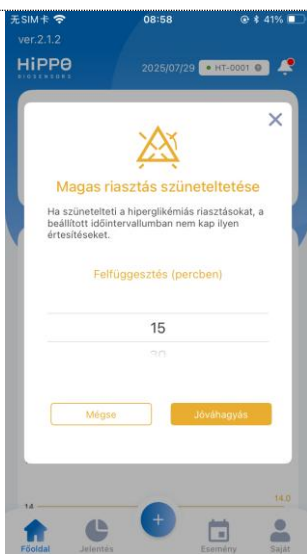 无SIM卡 08:58 41%
ver.2.1.2
HiPPO
BIOSENSORS
2025/07/29 HT-0001
Magas riasztás szüneteltetése
Ha szünetelteti a hiperglikémiás riasztásokat, a
beállított időintervallumban nem kap ilyen
értesítéseket.
Felfüggesztés (percben)
15
30
Mégse Jóváhagyás
14 14.0
Főoldal Jelentés + Esemény Saját